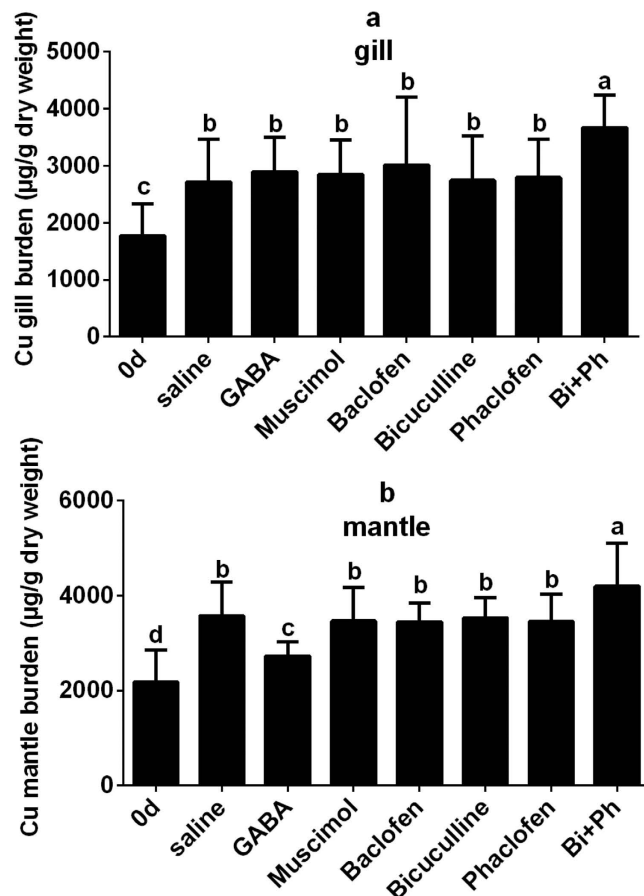 a
gill
Cu gill burden (µg/g dry weight)
5000
4000
3000
2000
1000
0
c
b
b
b
b
b
b
a
0d
saline
GABA
Muscimol
Baclofen
Bicuculline
Phaclofen
Bi+Ph
b
mantle
Cu mantle burden (µg/g dry weight)
6000
4000
2000
0
d
b
c
b
b
b
b
a
0d
saline
GABA
Muscimol
Baclofen
Bicuculline
Phaclofen
Bi+Ph